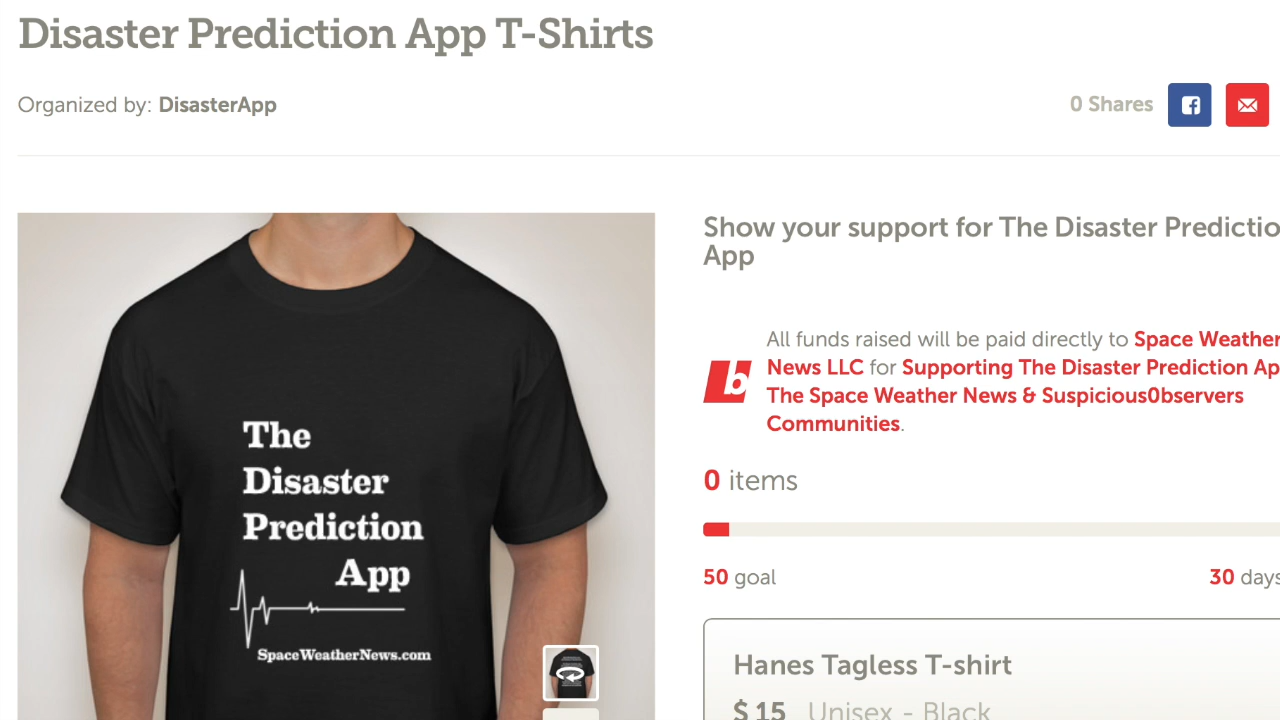 Disaster Prediction App T-Shirts
Organized by: DisasterApp
0 Shares
Show your support for The Disaster Predictio
App
All funds raised will be paid directly to Space Weather
News LLC for Supporting The Disaster Prediction Ap
The Space Weather News & Suspicious0bservers
Communities.
b
0 items
50 goal
30 days
Hanes Tagless T-shirt
$ 15 Unisex - Black
The
Disaster
Prediction
App
SpaceWeatherNews.com